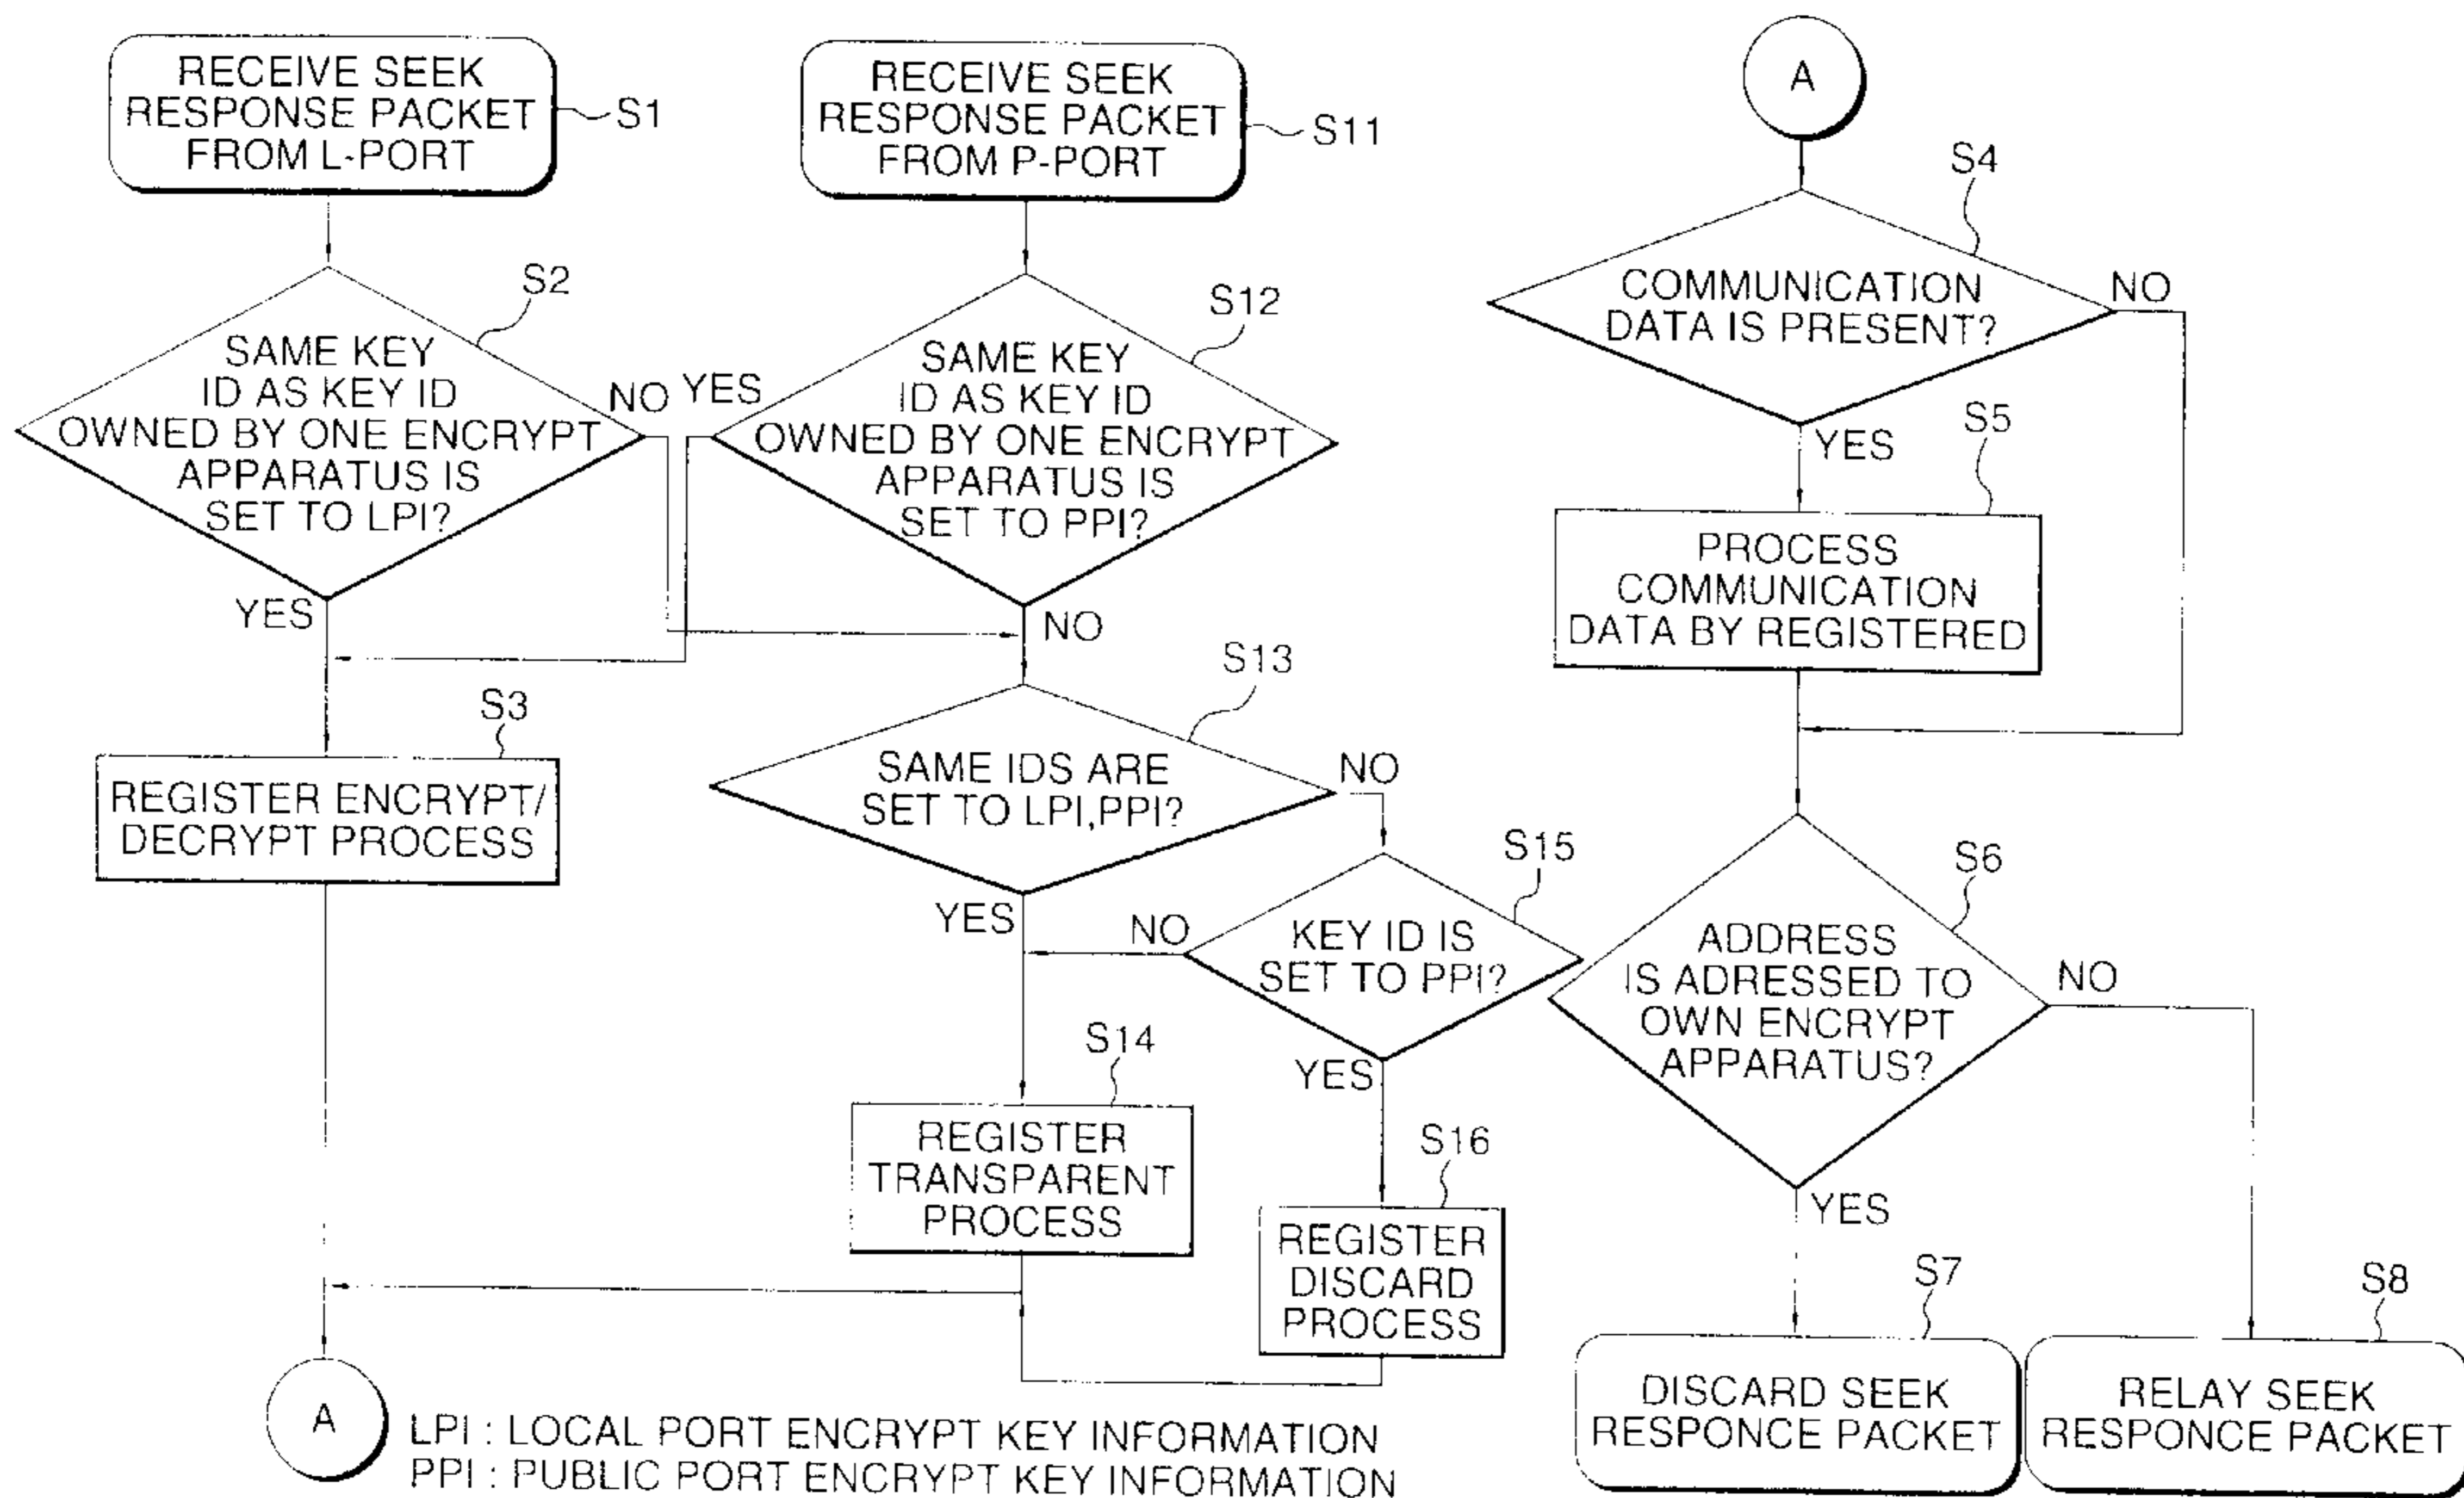 RECEIVE SEEK
RESPONSE PACKET
FROM L-PORT
S1
S2
SAME KEY
ID AS KEY ID
OWNED BY ONE ENCRYPT
APPARATUS IS
SET TO LPI?
NO
YES
S3
REGISTER ENCRYPT/
DECRYPT PROCESS
A
RECEIVE SEEK
RESPONSE PACKET
FROM P-PORT
S11
S12
SAME KEY
ID AS KEY ID
OWNED BY ONE ENCRYPT
APPARATUS IS
SET TO PPI?
YES
NO
S13
SAME IDS ARE
SET TO LPI,PPI?
NO
YES
S15
KEY ID IS
SET TO PPI?
NO
YES
S14
REGISTER
TRANSPARENT
PROCESS
S16
REGISTER
DISCARD
PROCESS
LPI : LOCAL PORT ENCRYPT KEY INFORMATION
PPI : PUBLIC PORT ENCRYPT KEY INFORMATION
A
S4
COMMUNICATION
DATA IS PRESENT?
NO
YES
S5
PROCESS
COMMUNICATION
DATA BY REGISTERED
S6
ADDRESS
IS ADRESSED TO
OWN ENCRYPT
APPARATUS?
NO
YES
S7
DISCARD SEEK
RESPONCE PACKET
S8
RELAY SEEK
RESPONCE PACKET